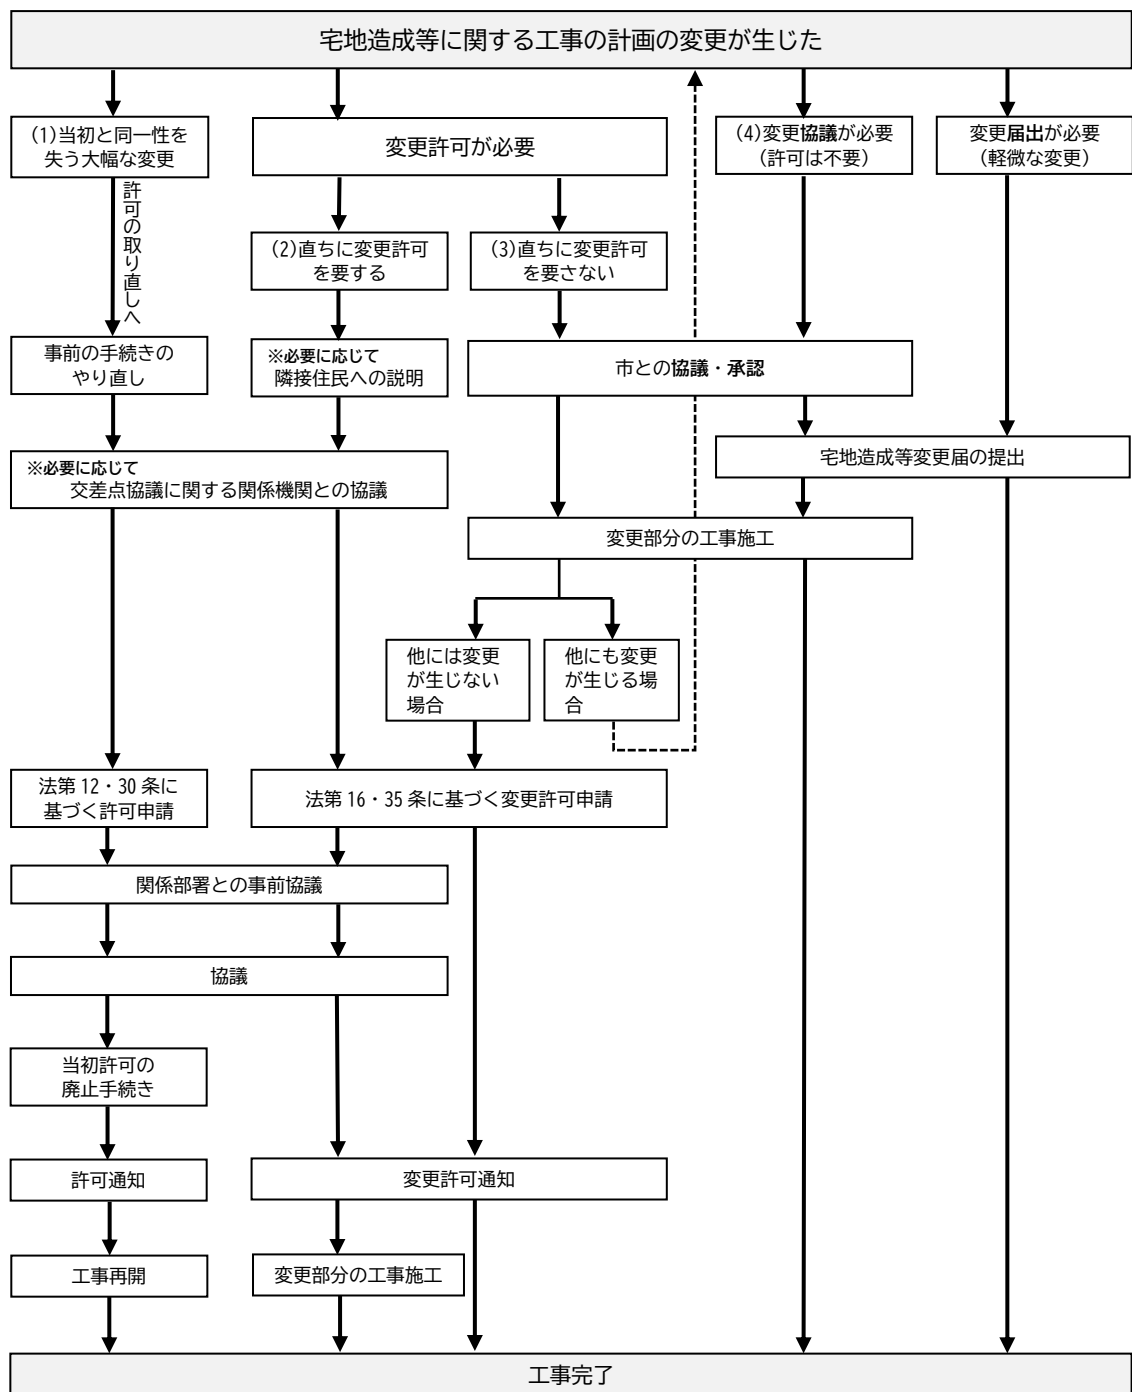 宅地造成等に関する工事の計画の変更が生じた
(1)当初と同一性を
失う大幅な変更
変更許可が必要
(4)変更協議が必要
(許可は不要)
変更届出が必要
(軽微な変更)
許可の取り直しへ
(2)直ちに変更許可
を要する
(3)直ちに変更許可
を要さない
事前の手続きの
やり直し
※必要に応じて
隣接住民への説明
市との協議・承認
※必要に応じて
交差点協議に関する関係機関との協議
宅地造成等変更届の提出
変更部分の工事施工
他には変更
が生じない
場合
他にも変更
が生じる場
合
法第 12・30 条に
基づく許可申請
法第 16・35 条に基づく変更許可申請
関係部署との事前協議
協議
当初許可の
廃止手続き
許可通知
変更許可通知
工事再開
変更部分の工事施工
工事完了